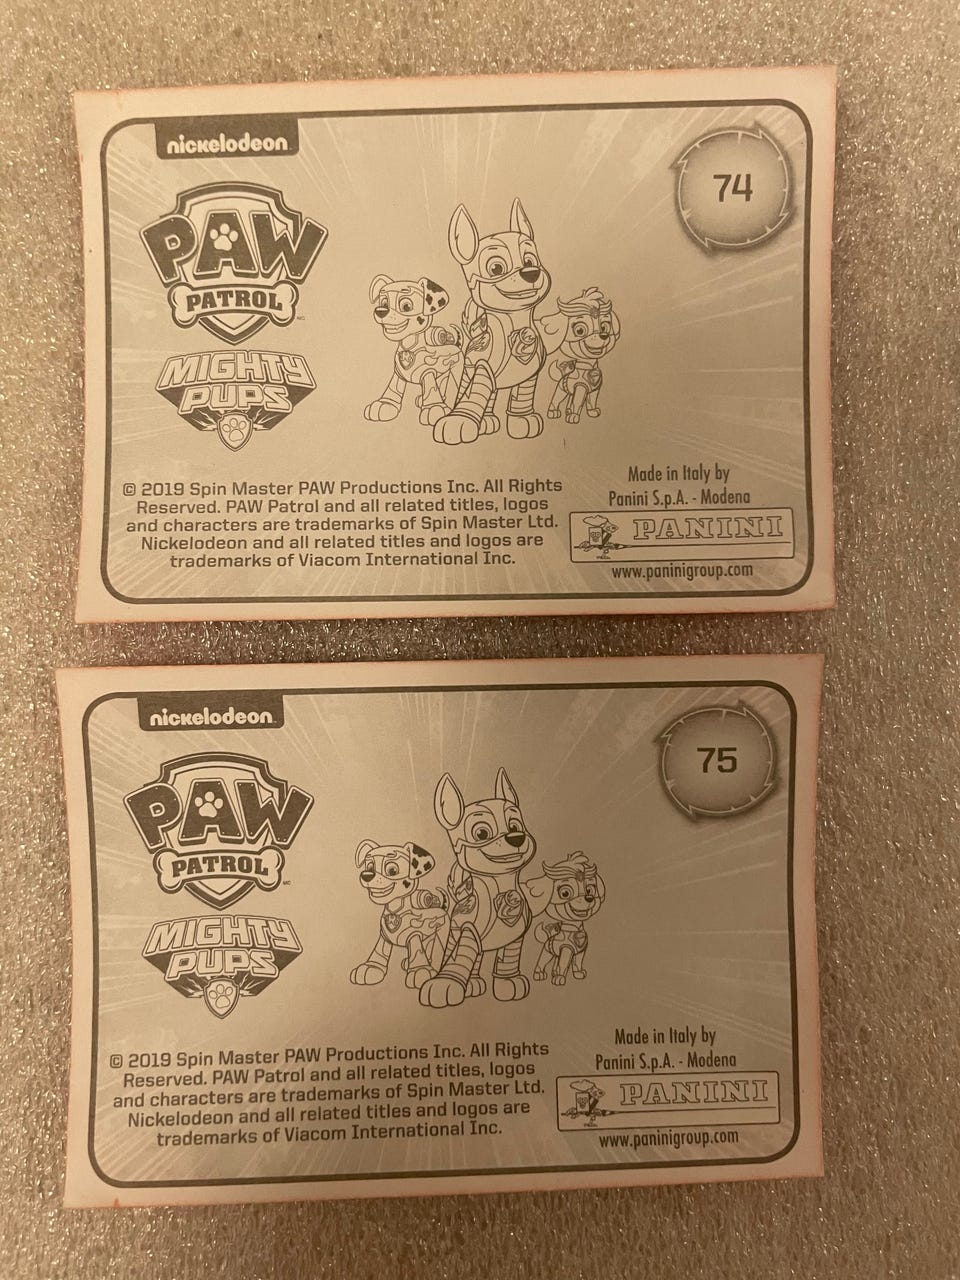 nickelodeon
74
PAW
PATROL
MIGHTY
PUPS
© 2019 Spin Master PAW Productions Inc. All Rights
Reserved. PAW Patrol and all related titles, logos
and characters are trademarks of Spin Master Ltd.
Nickelodeon and all related titles and logos are
trademarks of Viacom International Inc.
Made in Italy by
Panini S.p.A. - Modena
PANINI
www.paninigroup.com
nickelodeon
75
PAW
PATROL
MIGHTY
PUPS
© 2019 Spin Master PAW Productions Inc. All Rights
Reserved. PAW Patrol and all related titles, logos
and characters are trademarks of Spin Master Ltd.
Nickelodeon and all related titles and logos are
trademarks of Viacom International Inc.
Made in Italy by
Panini S.p.A. - Modena
PANINI
www.paninigroup.com